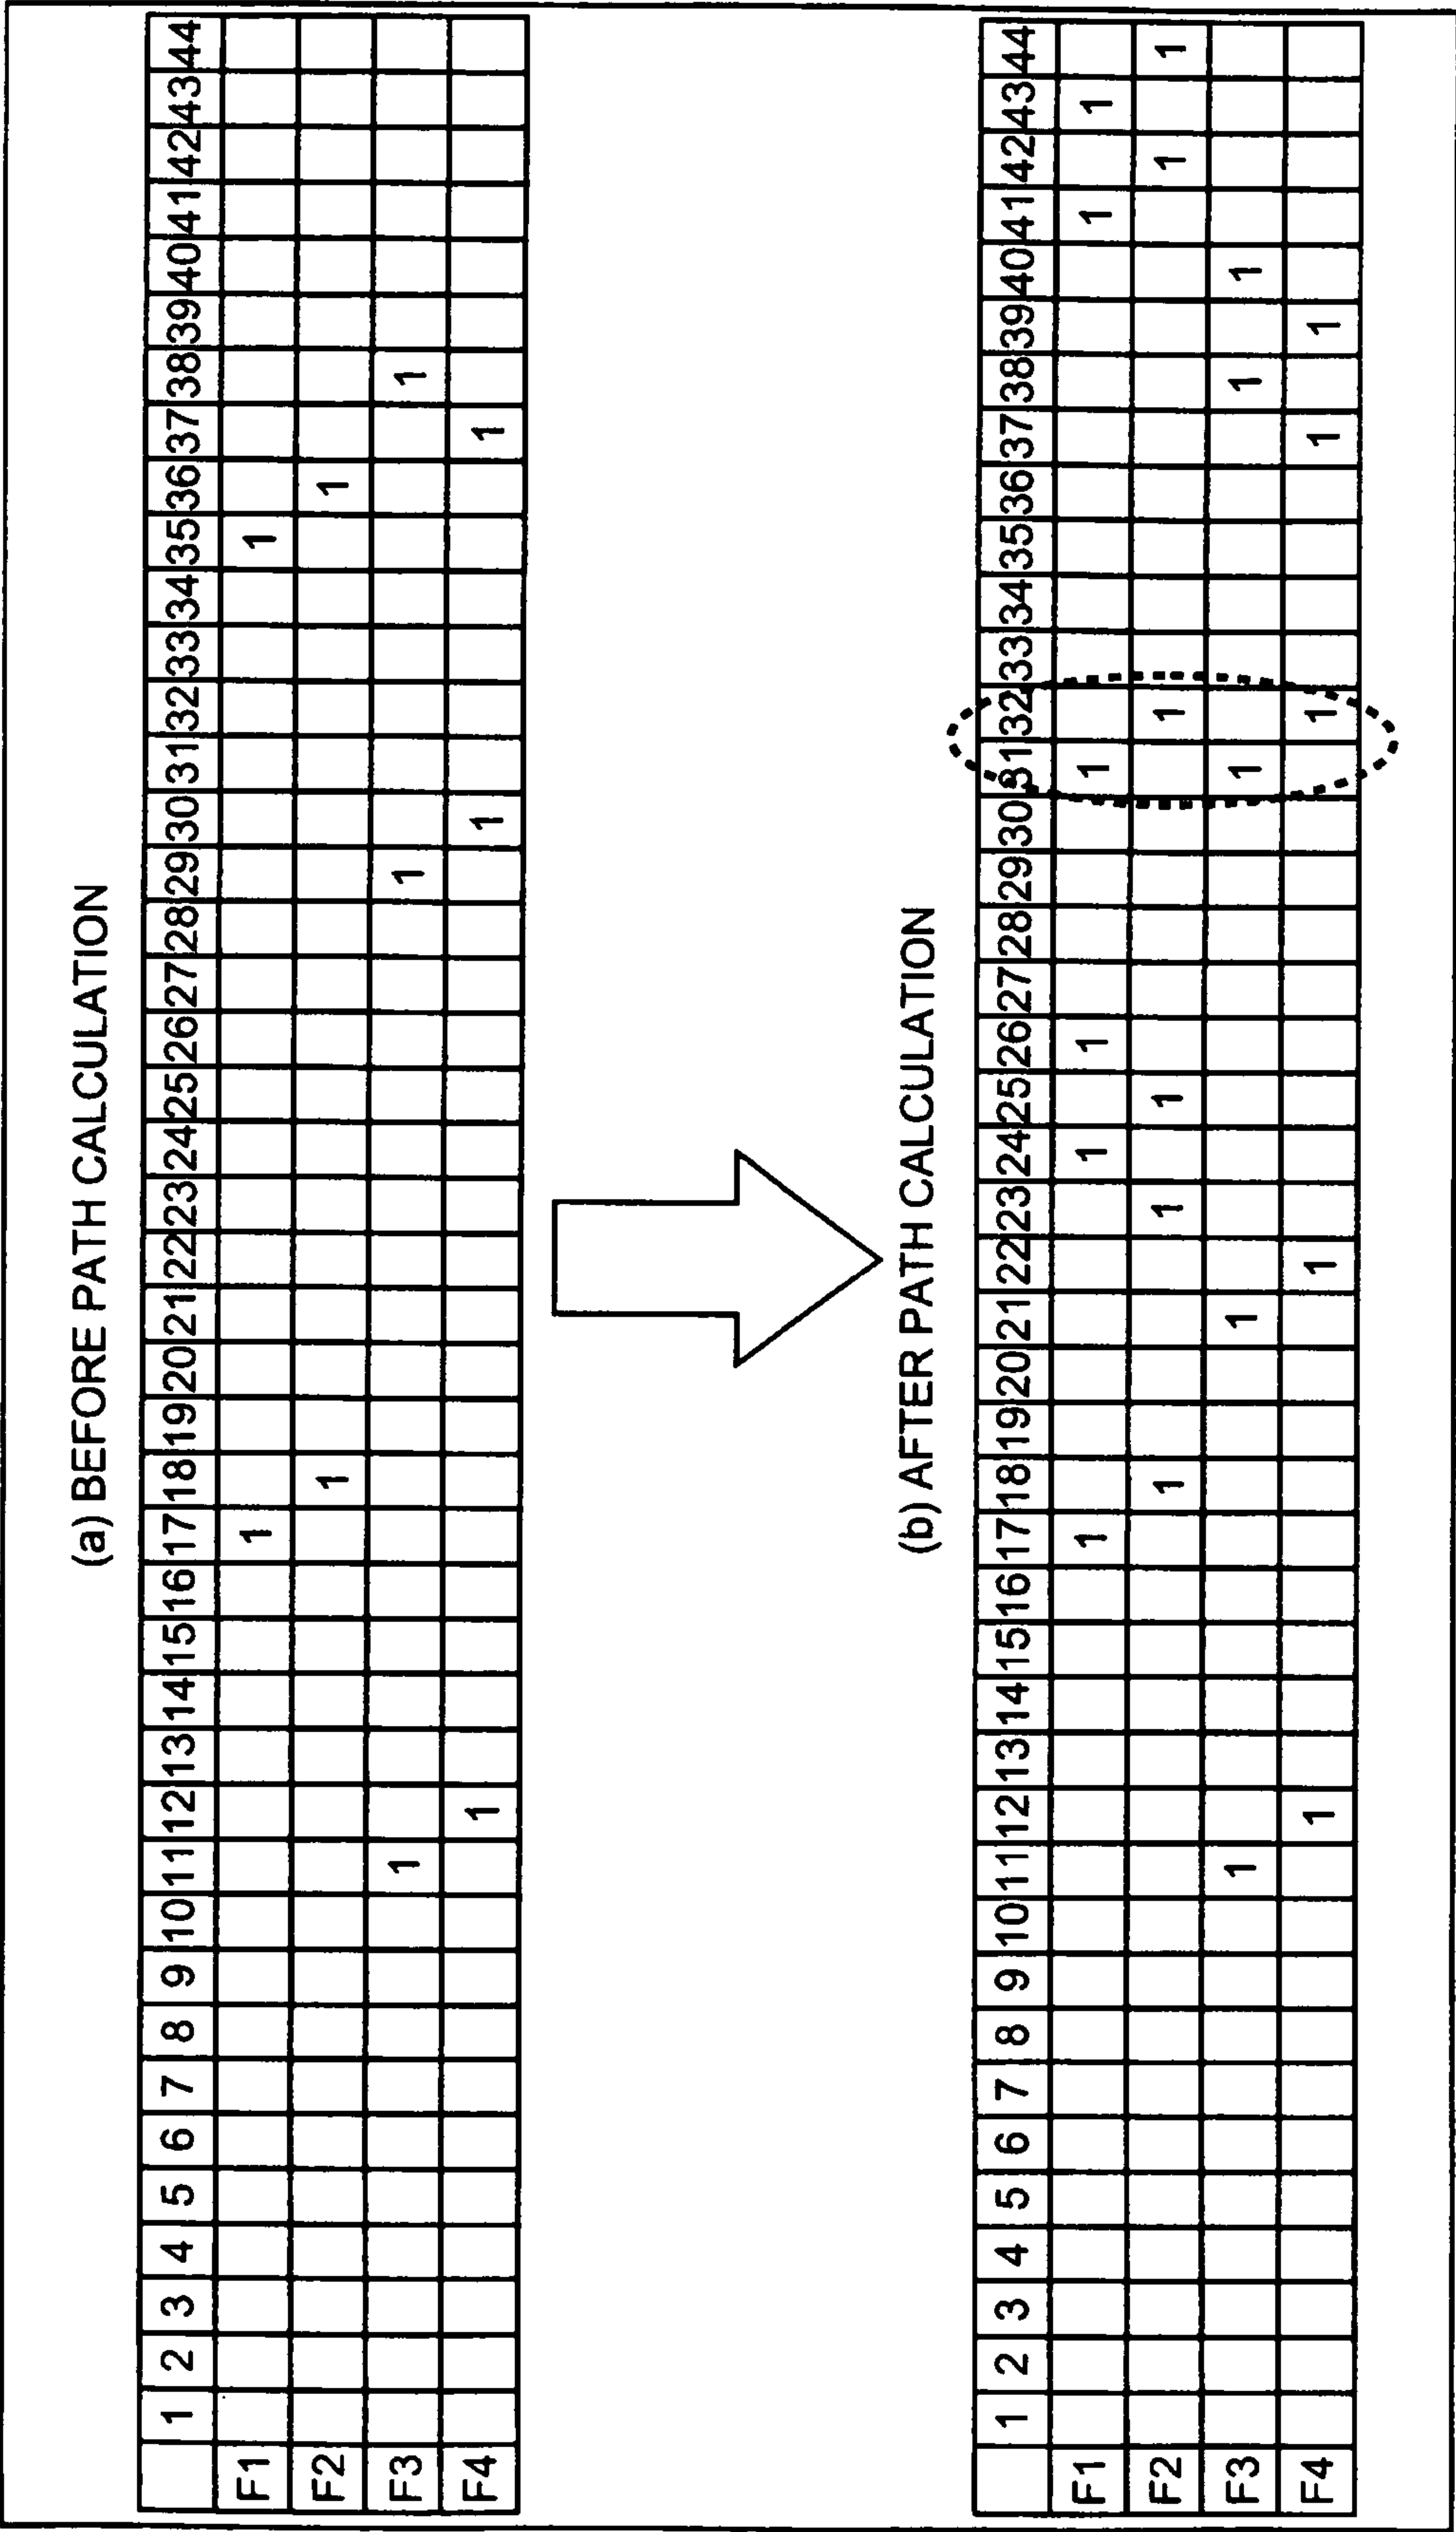 (a) BEFORE PATH CALCULATION
1 2 3 4 5 6 7 8 9 10 11 12 13 14 15 16 17 18 19 20 21 22 23 24 25 26 27 28 29 30 31 32 33 34 35 36 37 38 39 40 41 42 43 44
F1 1 1
F2 1 1
F3 1 1 1
F4 1 1 1
(b) AFTER PATH CALCULATION
1 2 3 4 5 6 7 8 9 10 11 12 13 14 15 16 17 18 19 20 21 22 23 24 25 26 27 28 29 30 31 32 33 34 35 36 37 38 39 40 41 42 43 44
F1 1 1 1 1 1 1
F2 1 1 1 1 1 1
F3 1 1 1 1 1
F4 1 1 1 1 1